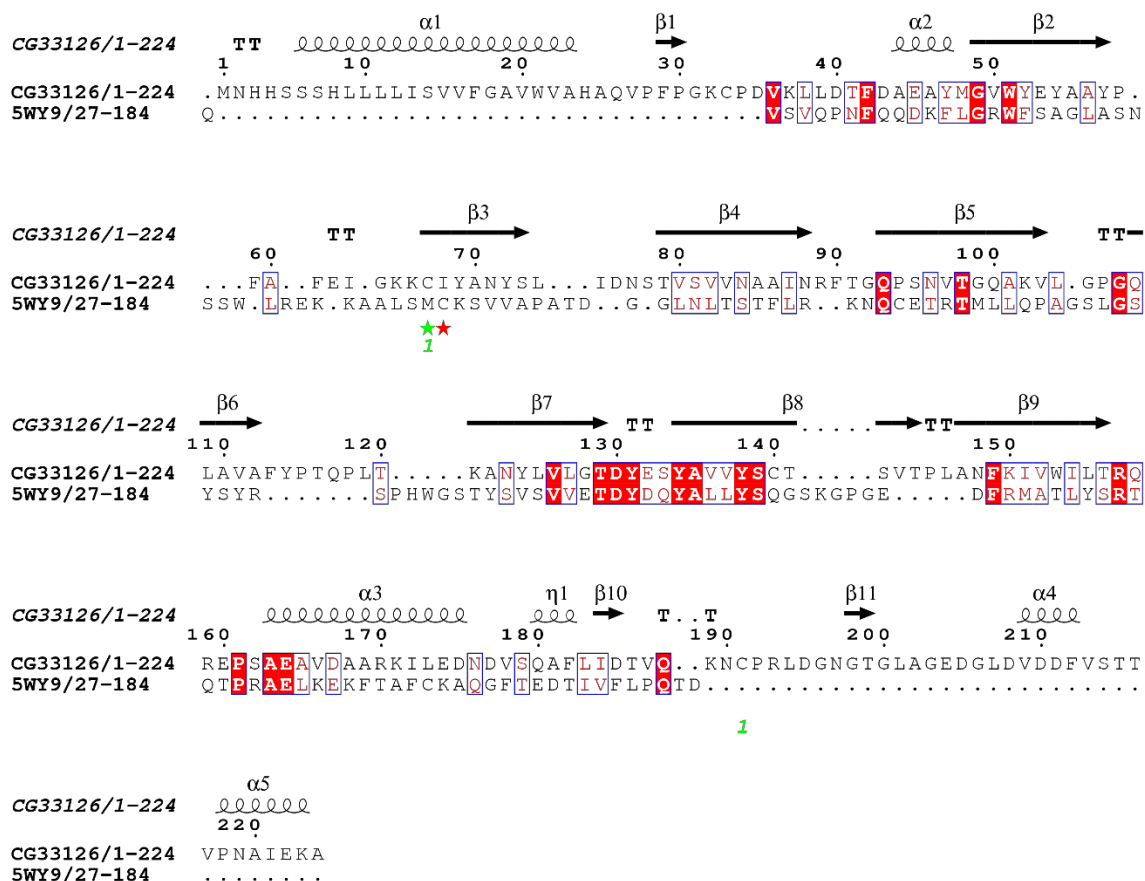 α1 β1 α2 β2
CG33126/1-224 TT
1 10 20 30 40 50
CG33126/1-224 .MNHHSSSHLLLLISVVFGAVWVAHAQVPFPGKCPDVKLLDTFDAEAYMGVWYEYAAYP.
5WY9/27-184 Q...................................VSVQPNFQQDKFLGRWFSAGLASN
β3 β4 β5
CG33126/1-224 TT TT
60 70 80 90 100
CG33126/1-224 ..FA..FEI.GKKCIYANYSL...IDNSTVSVVNAAINRFTGQPSNVTGQAKVL.GPGQ
5WY9/27-184 SSW.LREK.KAALSMCKSVVAPATD.G.GLNLTSTFLR..KNQCETRTMLLQPAGSLGS
1
β6 β7 β8 β9
CG33126/1-224 TT ..... TT
110 120 130 140 150
CG33126/1-224 LAVAFYPTQPLT.....KANYLVLGTDYESYAVVYSCT.....SVTPLANFKIVWILTRQ
5WY9/27-184 YSYR.......SPHWGSTYSVSVVETDYDQYALLYSQGSKGPGE.....DFRMATLYSRT
α3 η1 β10 β11 α4
CG33126/1-224 T..T
160 170 180 190 200 210
CG33126/1-224 REPSAEAVDAARKILEDNDVSQAFLIDTVQ..KNCPRLDGNGTGLAGEDGLDVDDFVSTT
5WY9/27-184 QTPRAELKEKFTAFCKAQGFTEDTIVFLPQTD............................
1
α5
CG33126/1-224
220
CG33126/1-224 VPNAIEKA
5WY9/27-184 ........